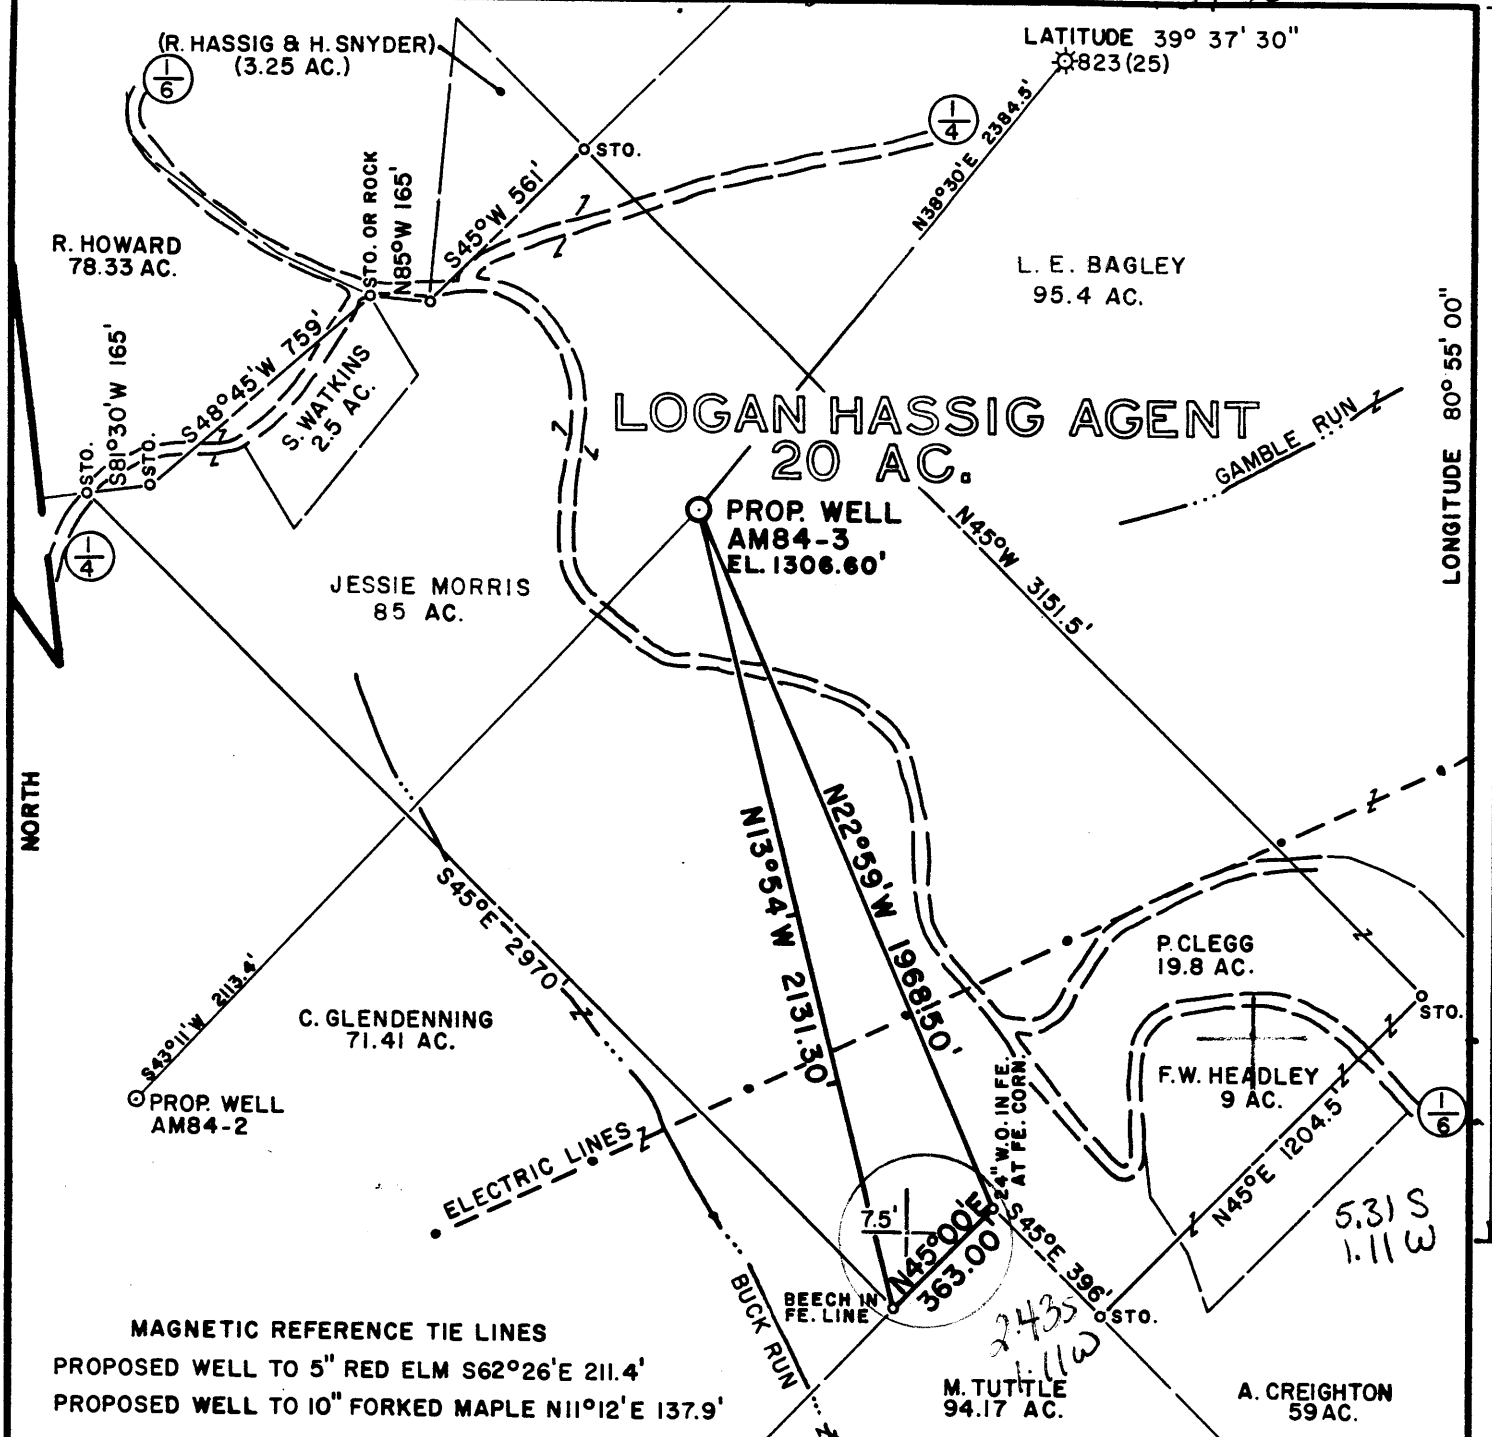 (R. HASSIG & H. SNYDER)
(3.25 AC.)
LATITUDE 39° 37' 30"
823 (25)
1
6
1
4
STO.
N38°30'E 2384.5'
STO. OR ROCK
N85°W 165'
S45°W 561'
R. HOWARD
78.33 AC.
L. E. BAGLEY
95.4 AC.
LONGITUDE 80° 55' 00"
S81°30'W 165'
S48°45'W 759'
S. WATKINS
2.5 AC.
STO.
STO.
LOGAN HASSIG AGENT
20 AC.
GAMBLE RUN
1
4
PROP. WELL
AM84-3
EL. 1306.60'
N45°W 3151.5'
JESSIE MORRIS
85 AC.
NORTH
N13°54'W 2131.30'
N22°59'W 1968.50'
S45°E 2970'
P. CLEGG
19.8 AC.
STO.
S43°11'W 2113.4'
C. GLENDENNING
71.41 AC.
F.W. HEADLEY
9 AC.
1
6
PROP. WELL
AM84-2
24" W.O. IN FE.
AT FE. CORN.
ELECTRIC LINES
N45°E 1204.5'
7.5'
N45°00'E
363.00'
S45°E 396'
5.31 S
1.11 W
BEECH IN
FE. LINE
STO.
BUCK RUN
2.43 S
1.11 W
MAGNETIC REFERENCE TIE LINES
PROPOSED WELL TO 5" RED ELM S62°26'E 211.4'
PROPOSED WELL TO 10" FORKED MAPLE N11°12'E 137.9'
M. TUTTLE
94.17 AC.
A. CREIGHTON
59 AC.